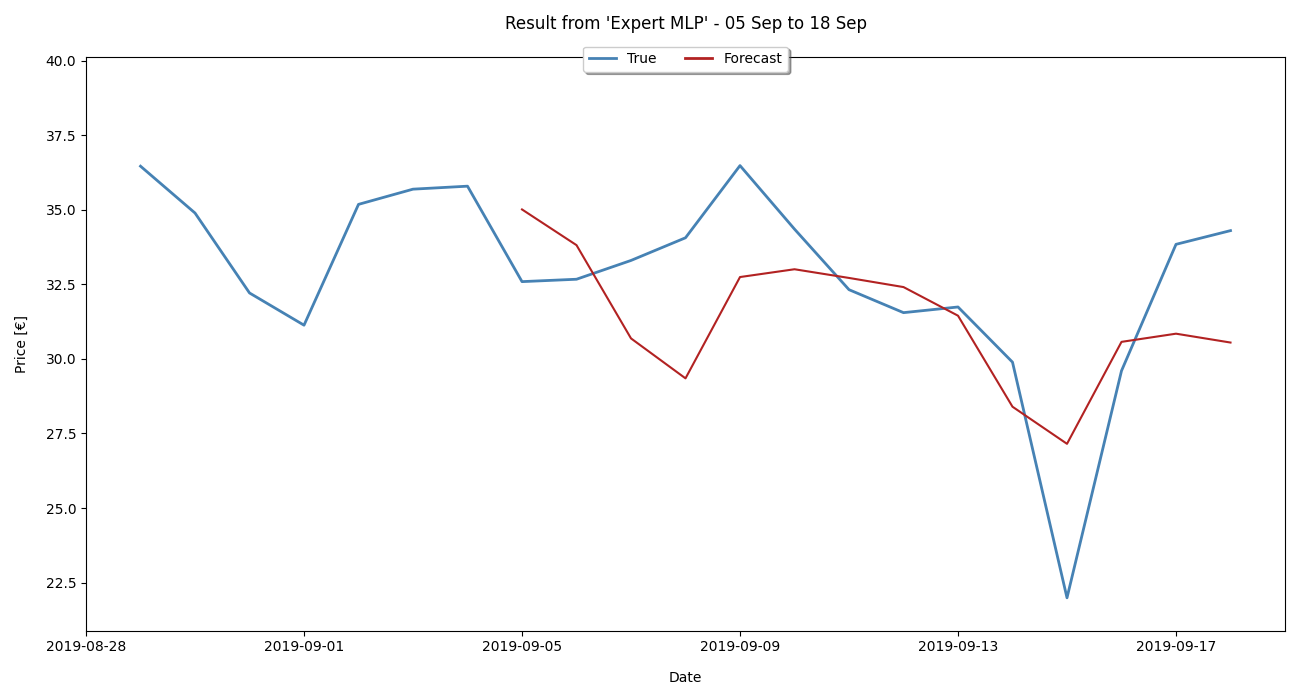 Result from 'Expert MLP' - 05 Sep to 18 Sep
True Forecast
40.0
37.5
35.0
32.5
30.0
27.5
25.0
22.5
Price [€]
2019-08-28 2019-09-01 2019-09-05 2019-09-09 2019-09-13 2019-09-17
Date